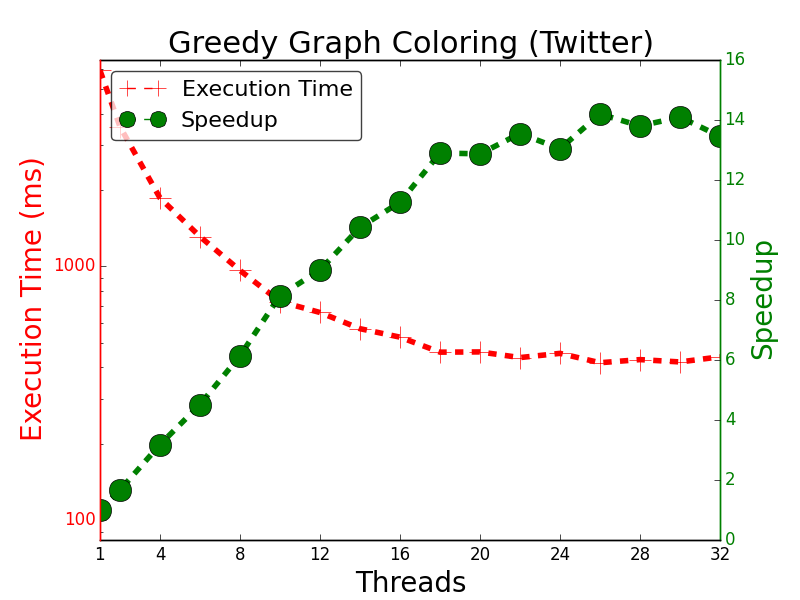 Greedy Graph Coloring (Twitter)
Execution Time
Speedup
Execution Time (ms)
1000
100
16
14
12
10
8
6
4
2
0
Speedup
1 4 8 12 16 20 24 28 32
Threads